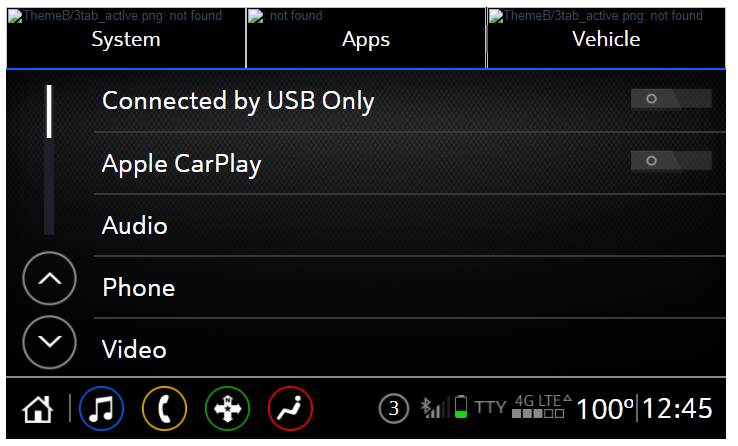 ThemeB/3tab_active.png: not found
not found
ThemeB/3tab_active.png: not found
System
Apps
Vehicle
Connected by USB Only
Apple CarPlay
Audio
Phone
Video
N
3
TTY
4G LTE
100°
12:45